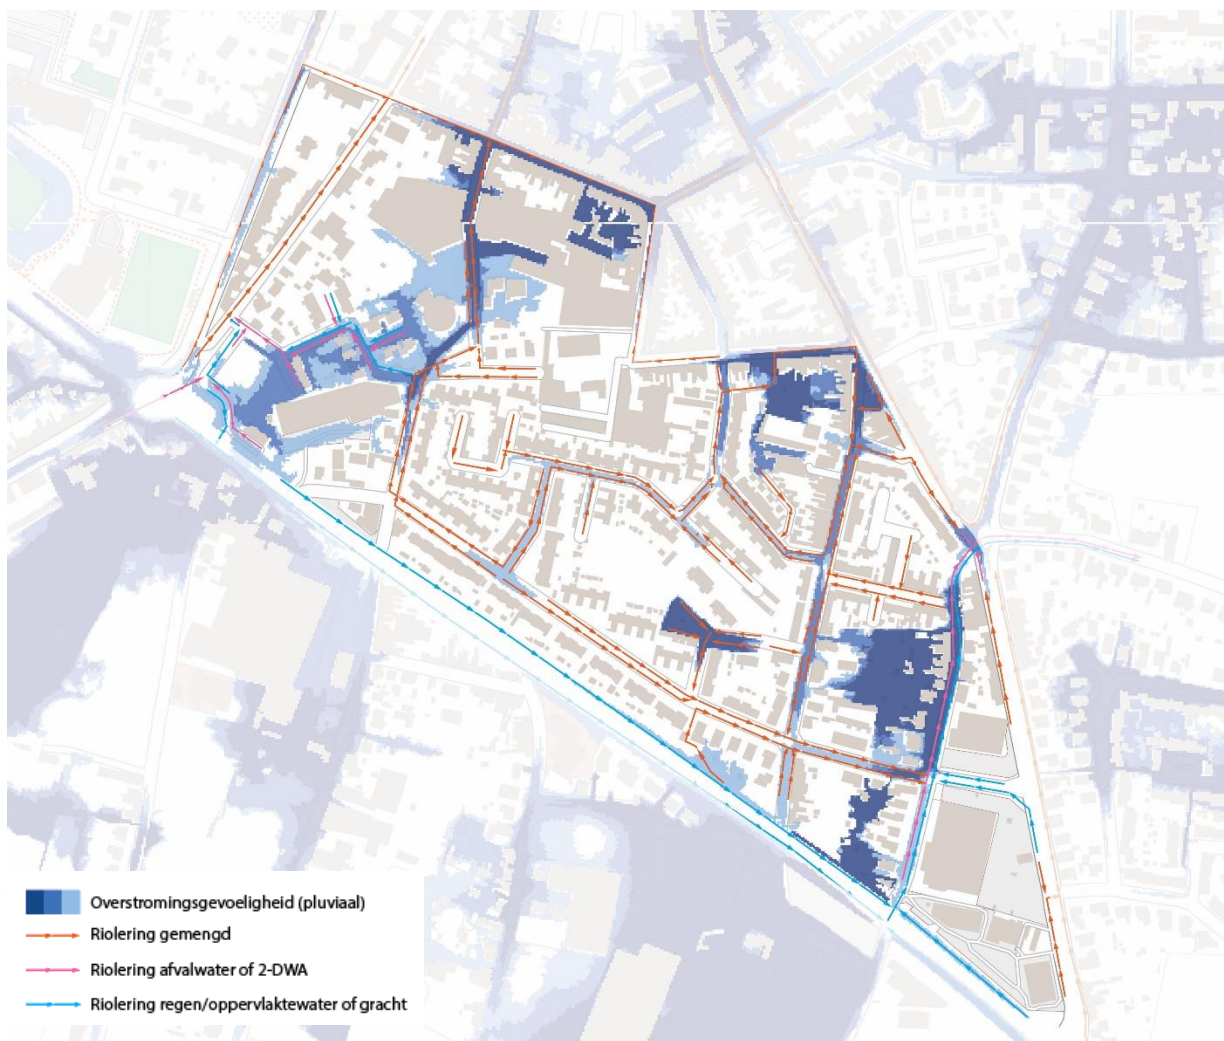 Overstromingsgevoeligheid (pluviaal)
Riolering gemengd
Riolering afvalwater of 2-DWA
Riolering regen/oppervlaktewater of gracht